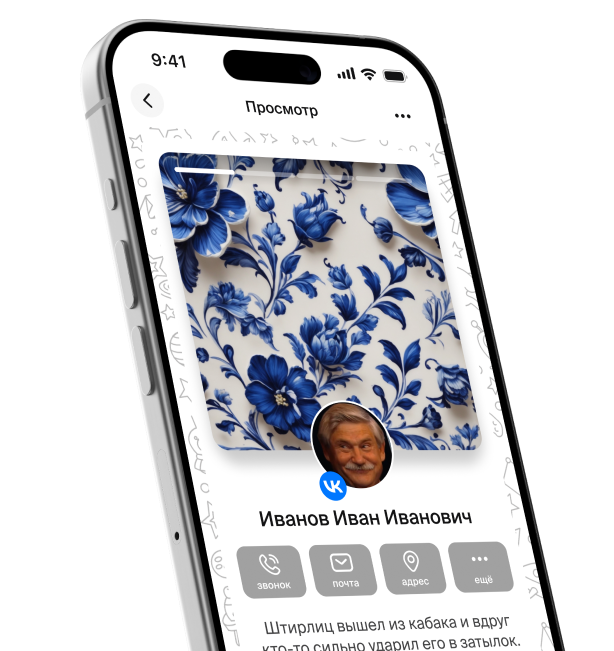 9:41
Просмотр
Иванов Иван Иванович
звонок
почта
адрес
ещё
Штирлиц вышел из кабака и вдруг
кто-то сильно ударил его в затылок.